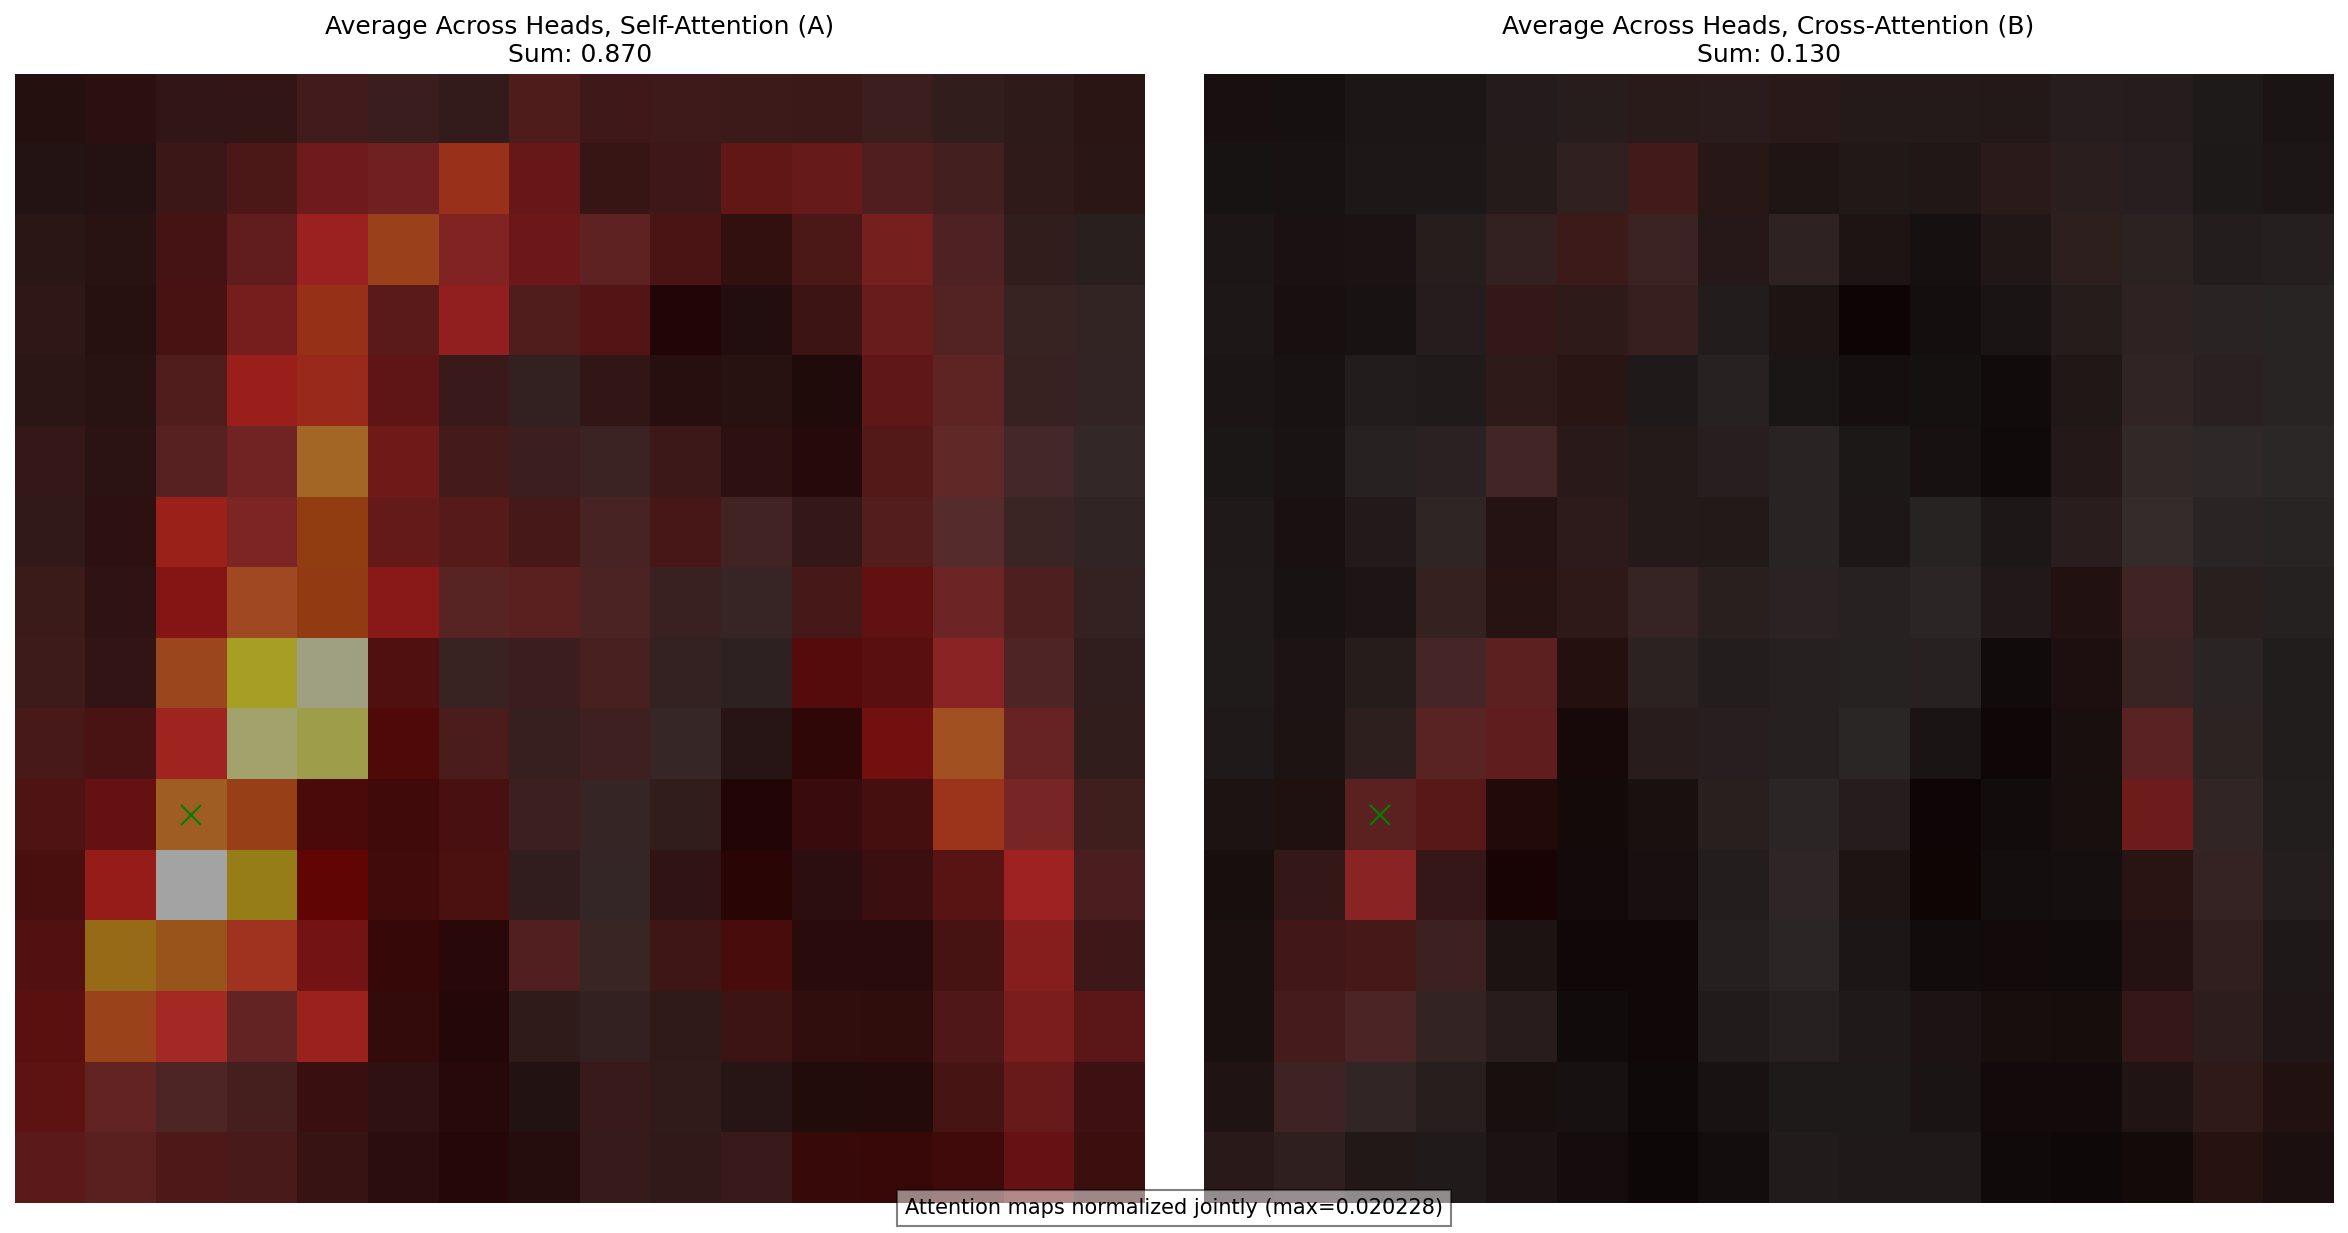 Average Across Heads, Self-Attention (A)
Sum: 0.870
Average Across Heads, Cross-Attention (B)
Sum: 0.130
Attention maps normalized jointly (max=0.020228)